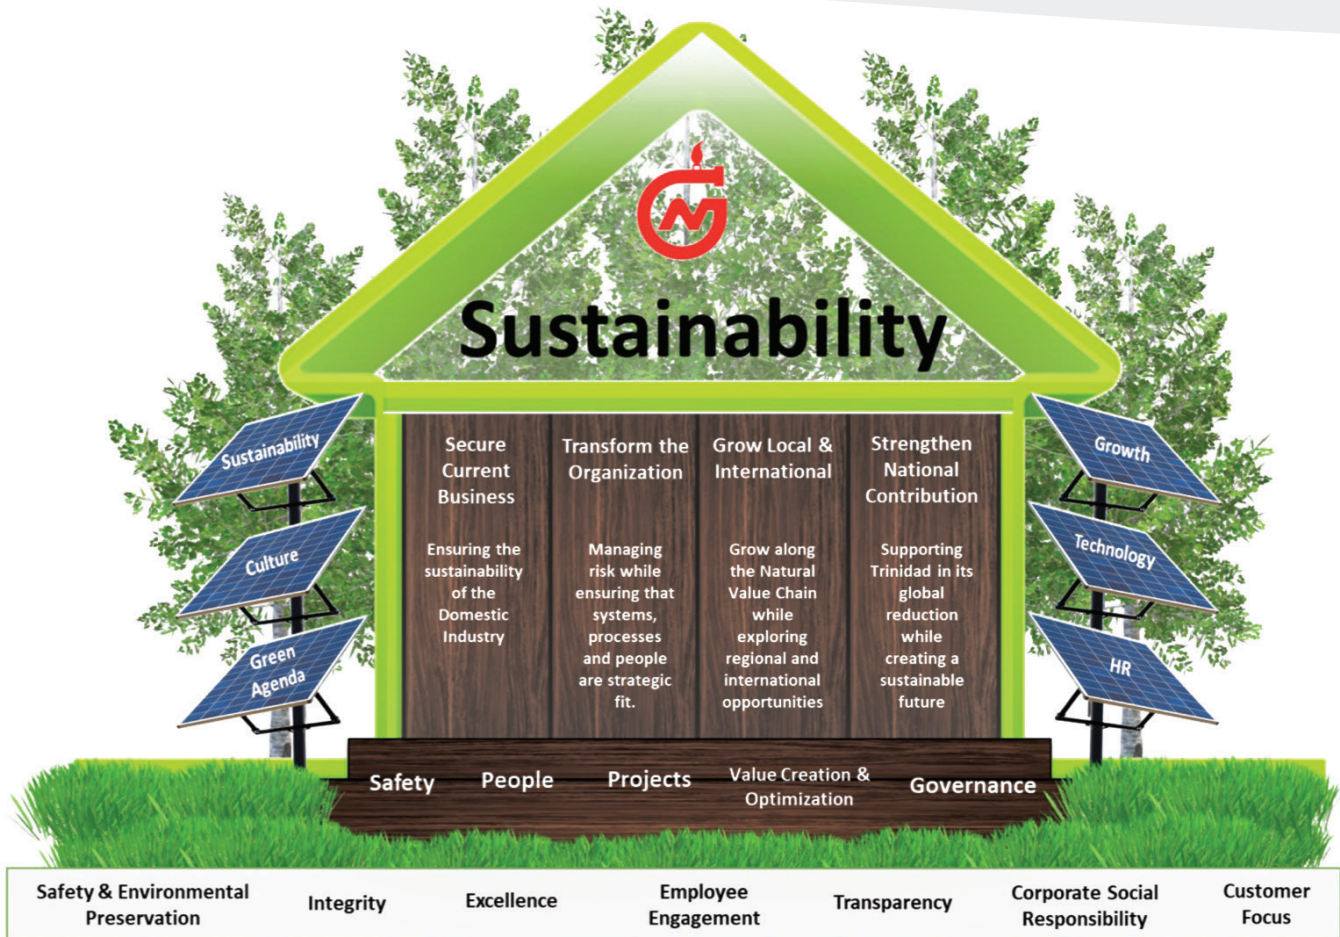 Sustainability
Sustainability
Culture
Green
Agenda
Secure
Current
Business
Ensuring the
sustainability
of the
Domestic
Industry
Transform the
Organization
Managing
risk while
ensuring that
systems,
processes
and people
are strategic
fit.
Grow Local &
International
Grow along
the Natural
Value Chain
while
exploring
regional and
international
opportunities
Strengthen
National
Contribution
Supporting
Trinidad in its
global
reduction
while
creating a
sustainable
future
Growth
Technology
HR
Safety
People
Projects
Value Creation &
Optimization
Governance
Safety & Environmental
Preservation
Integrity
Excellence
Employee
Engagement
Transparency
Corporate Social
Responsibility
Customer
Focus